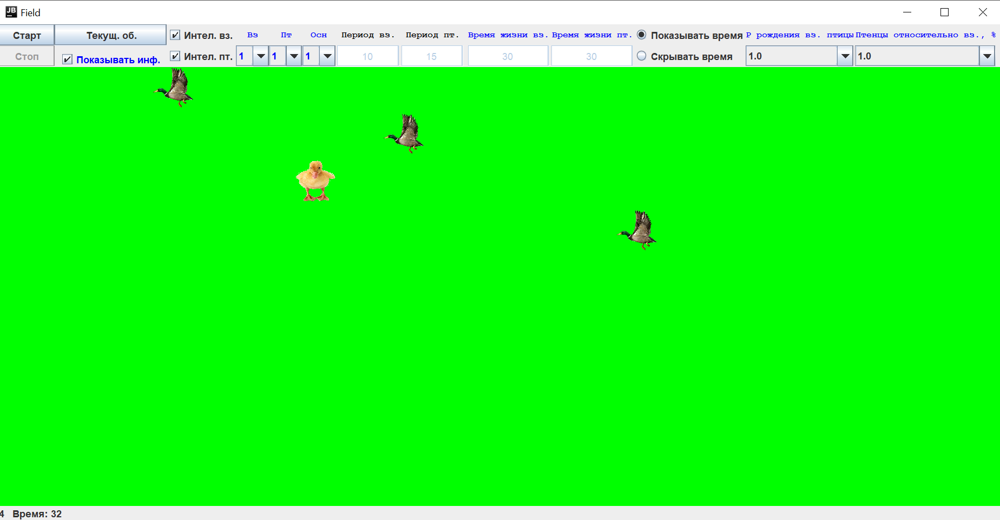 JB Field
Старт Текущ. об. Интел. вз. Вз Пт Осн Период вз. Период пт. Время жизни вз. Время жизни пт. Показывать время P рождения вз. птицы Птенцы относительно вз., %
Стоп Показывать инф. Интел. пт. 1 1 1 10 15 30 30 Скрывать время 1.0 1.0
4 Время: 32